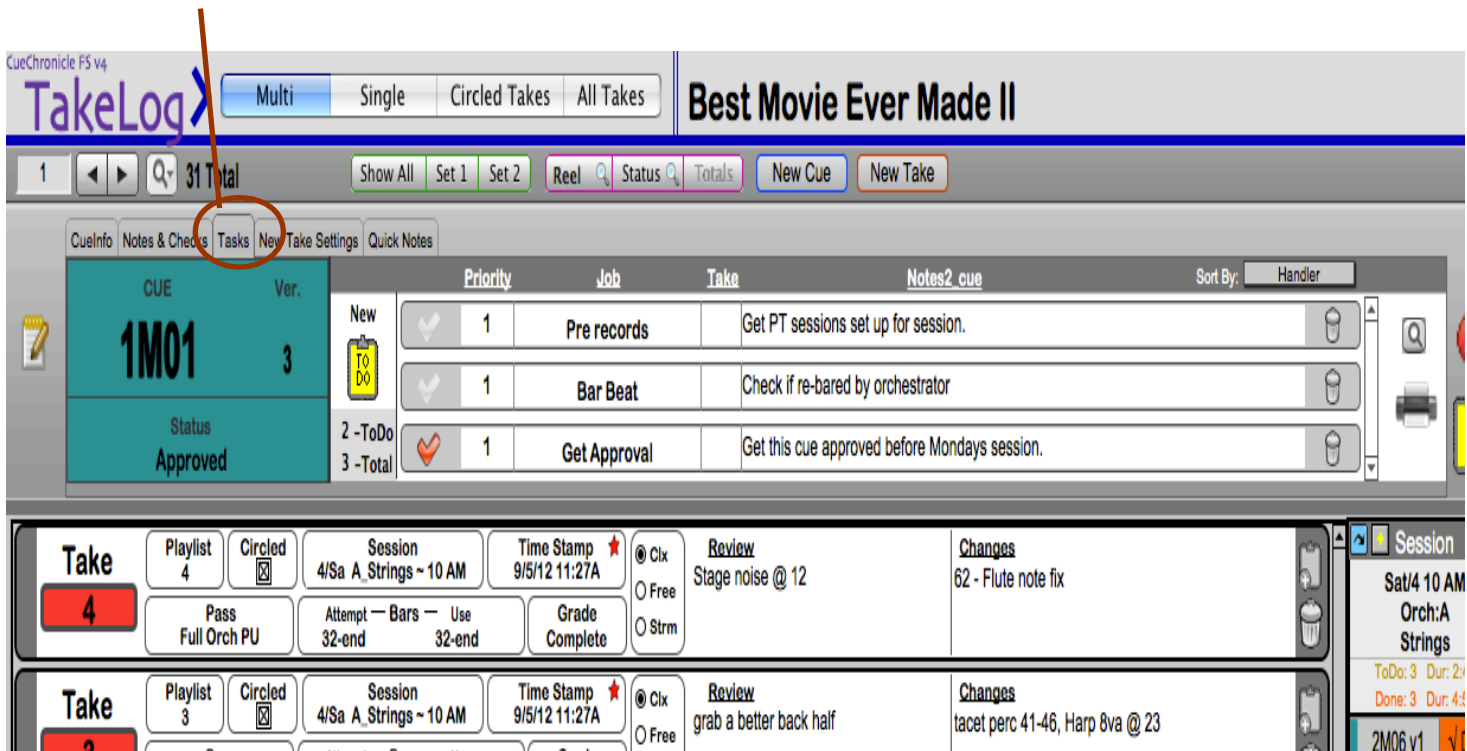 CueChronicle FS v4
TakeLog
Multi Single Circled Takes All Takes
Best Movie Ever Made II
1 31 Total Show All Set 1 Set 2 Reel Status Totals New Cue New Take
CueInfo Notes & Checks Tasks New Take Settings Quick Notes
Priority Job Take Notes2_cue Sort By: Handler
CUE Ver.
1M01 3
Status
Approved
New
TO
DO
2 -ToDo
3 -Total
1 Pre records Get PT sessions set up for session.
1 Bar Beat Check if re-bared by orchestrator
1 Get Approval Get this cue approved before Mondays session.
Take
4
Playlist
4
Circled
Session
4/Sa A_Strings ~ 10 AM
Time Stamp
9/5/12 11:27A
Pass
Full Orch PU
Attempt — Bars — Use
32-end 32-end
Grade
Complete
Clx
Free
Strm
Review
Stage noise @ 12
Changes
62 - Flute note fix
Take
Playlist
3
Circled
Session
4/Sa A_Strings ~ 10 AM
Time Stamp
9/5/12 11:27A
Clx
Free
Review
grab a better back half
Changes
tacet perc 41-46, Harp 8va @ 23
Session
Sat/4 10 AM
Orch:A
Strings
ToDo: 3 Dur: 2:4
Done: 3 Dur: 4:5
2M06 v1